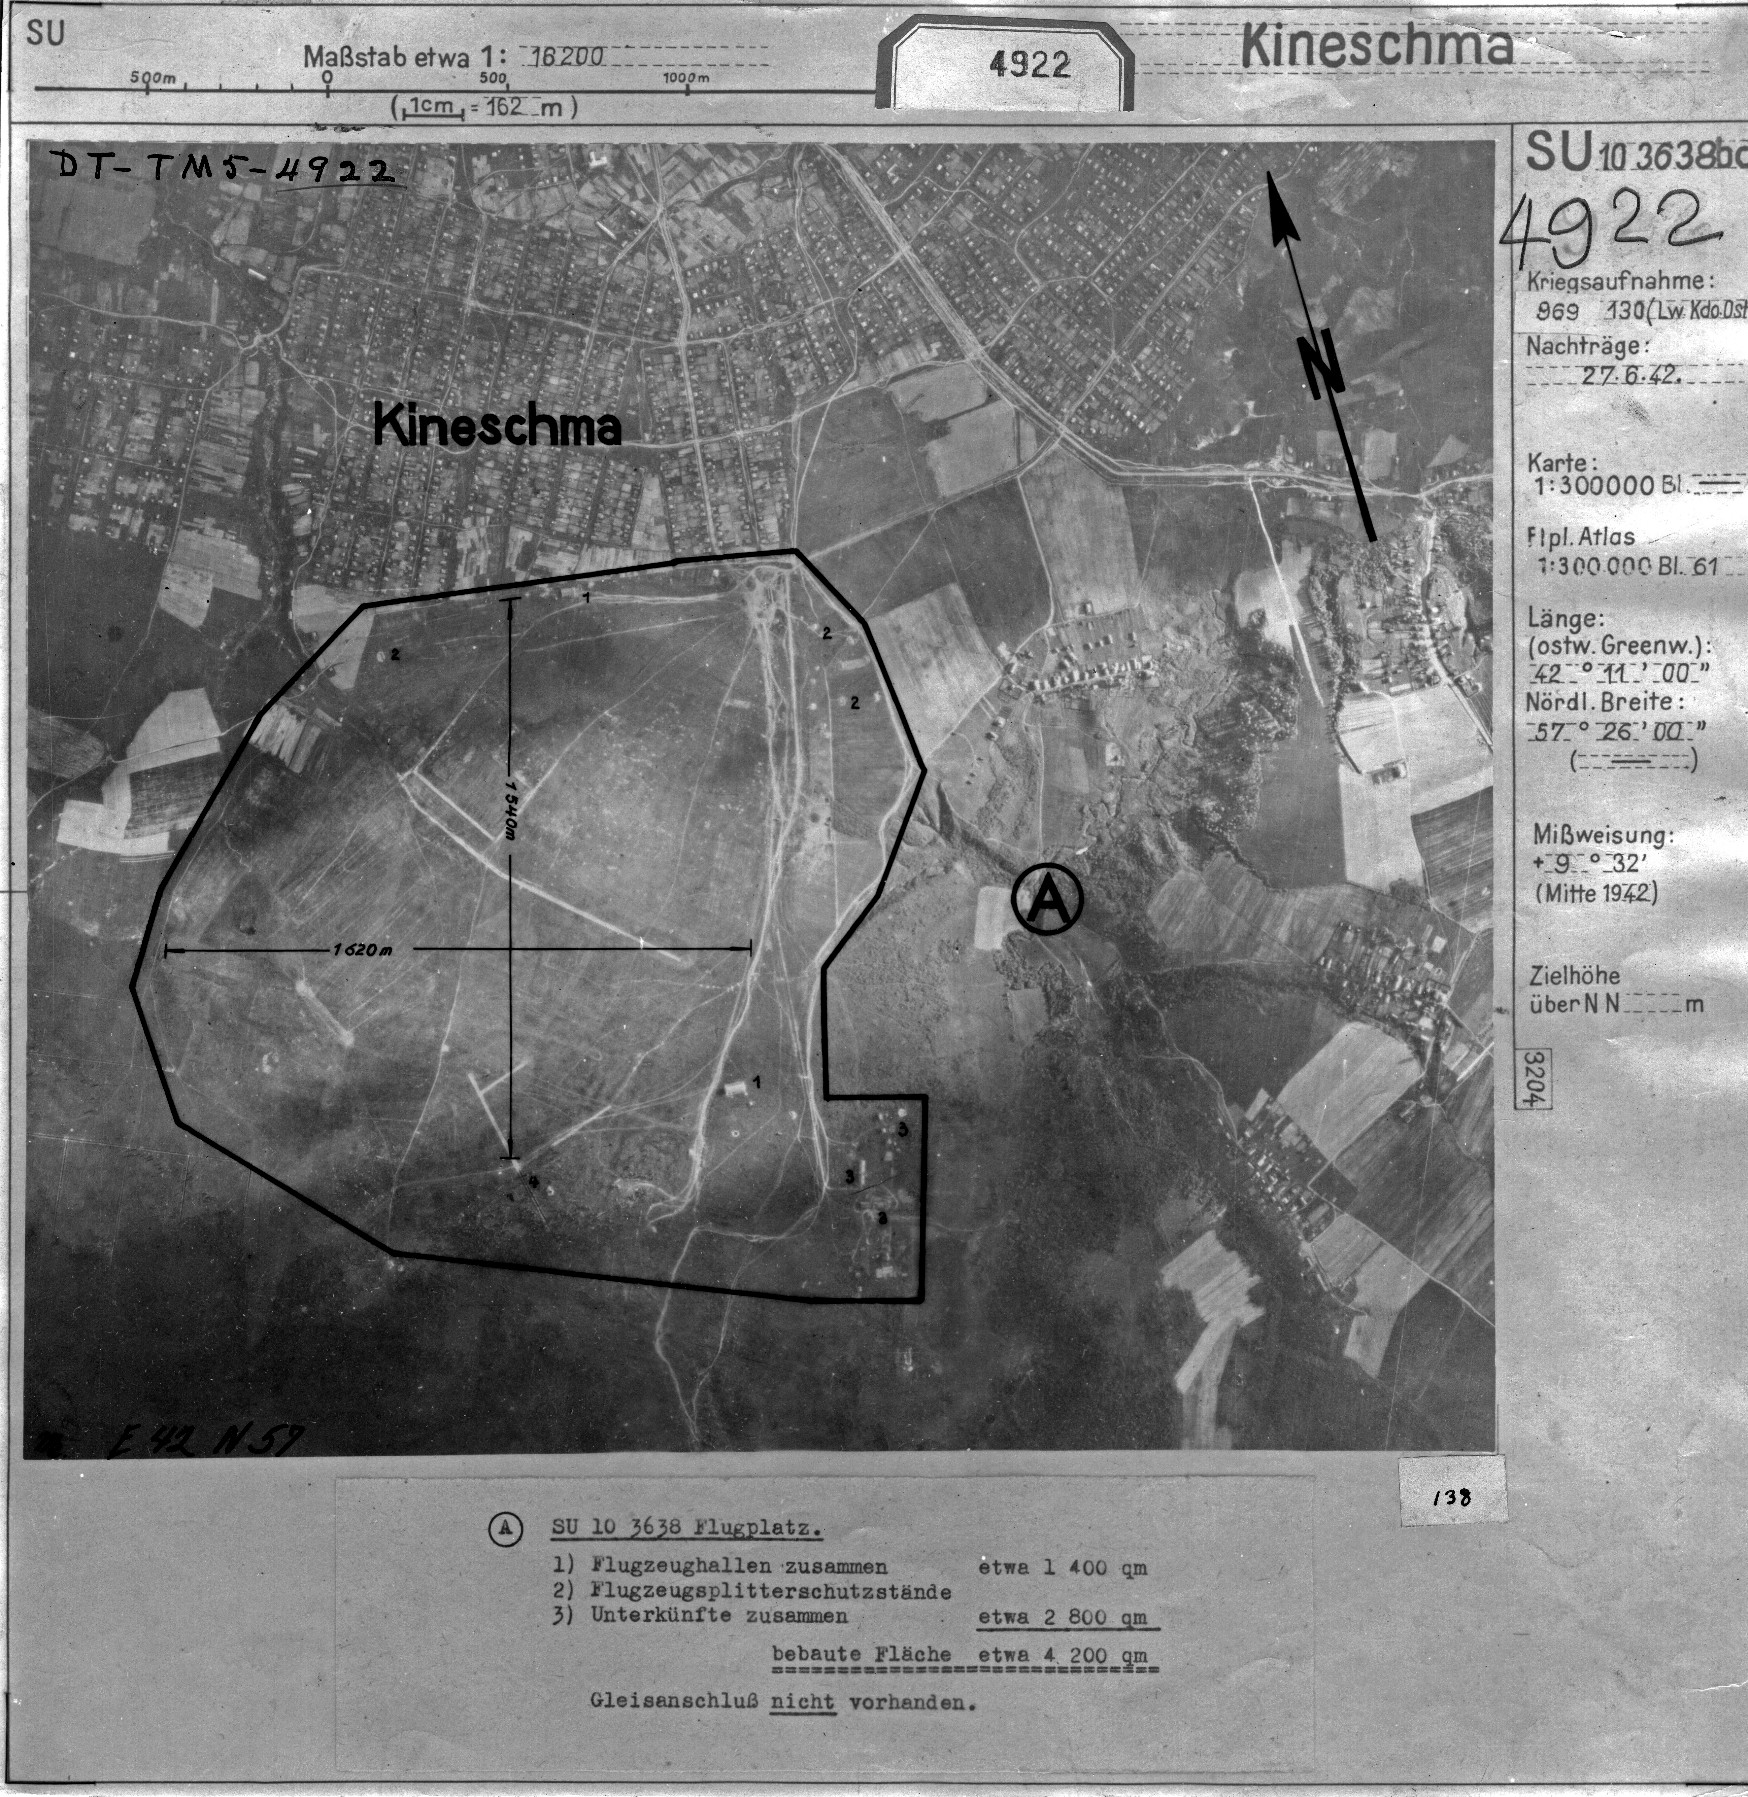 SU
Maßstab etwa 1: 16200
500m 0 500 1000m
(1cm = 162 m)
4922
Kineschma
DT-TM5-4922
SU 10 3638
4922
Kriegsaufnahme:
969 130 (Lw. Kdo. Ost
Nachträge:
27.6.42.
Karte:
1:300000 Bl.
Flpl. Atlas
1:300000 Bl. 61
Länge:
(ostw. Greenw.):
42° 11' 00"
Nördl. Breite:
57° 26' 00"
Mißweisung:
+ 9° 32'
(Mitte 1942)
Zielhöhe
über NN m
3204
N
Kineschma
1
2
2
2
1540m
A
1620m
1
3
3
4
3
E 42 N 57
138
A SU 10 3638 Flugplatz.
1) Flugzeughallen zusammen etwa 1 400 qm
2) Flugzeugsplitterschutzstände
3) Unterkünfte zusammen etwa 2 800 qm
bebaute Fläche etwa 4 200 qm
Gleisanschluß nicht vorhanden.